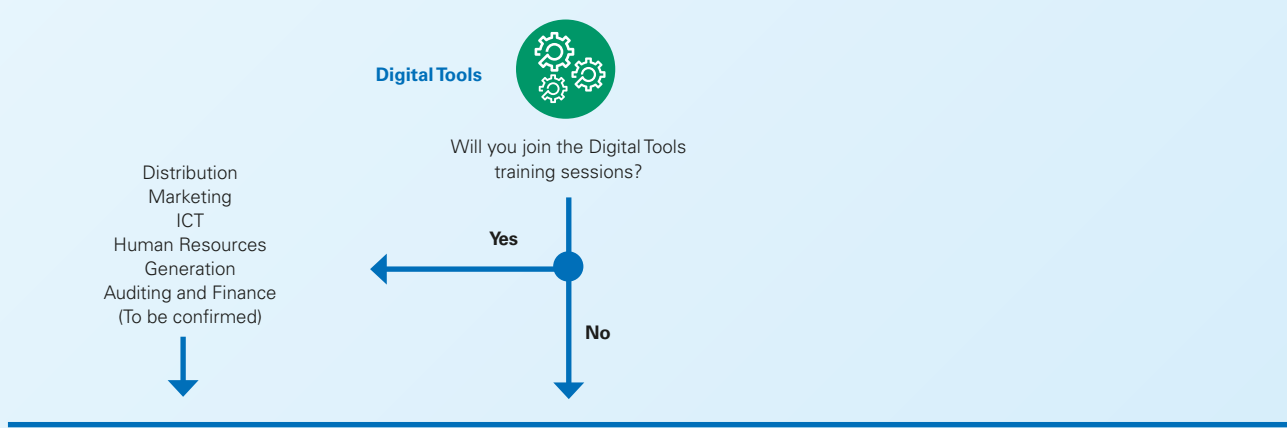 Digital Tools
Will you join the Digital Tools
training sessions?
Yes
No
Distribution
Marketing
ICT
Human Resources
Generation
Auditing and Finance
(To be confirmed)